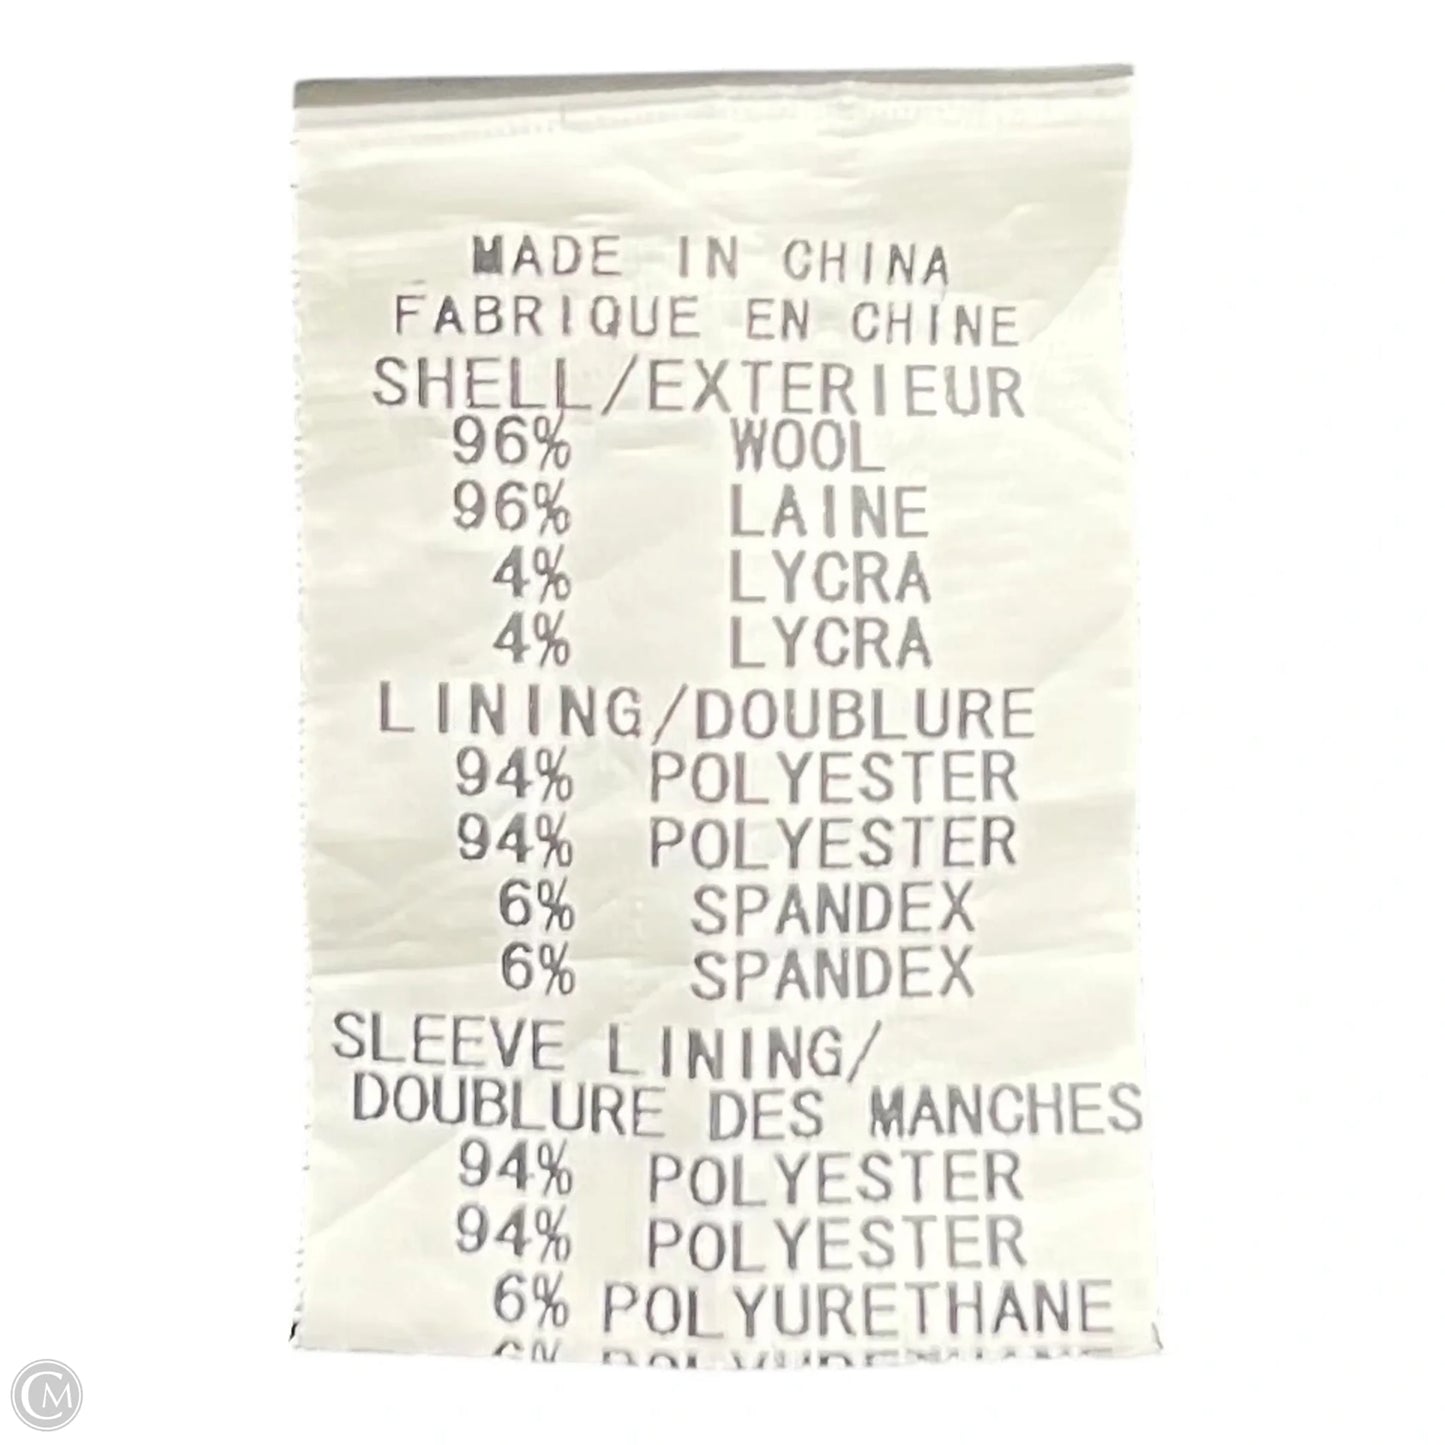 MADE IN CHINA
FABRIQUE EN CHINE
SHELL/EXTERIEUR
96% WOOL
96% LAINE
4% LYCRA
4% LYCRA
LINING/DOUBLURE
94% POLYESTER
94% POLYESTER
6% SPANDEX
6% SPANDEX
SLEEVE LINING/
DOUBLURE DES MANCHES
94% POLYESTER
94% POLYESTER
6% POLYURETHANE
CM